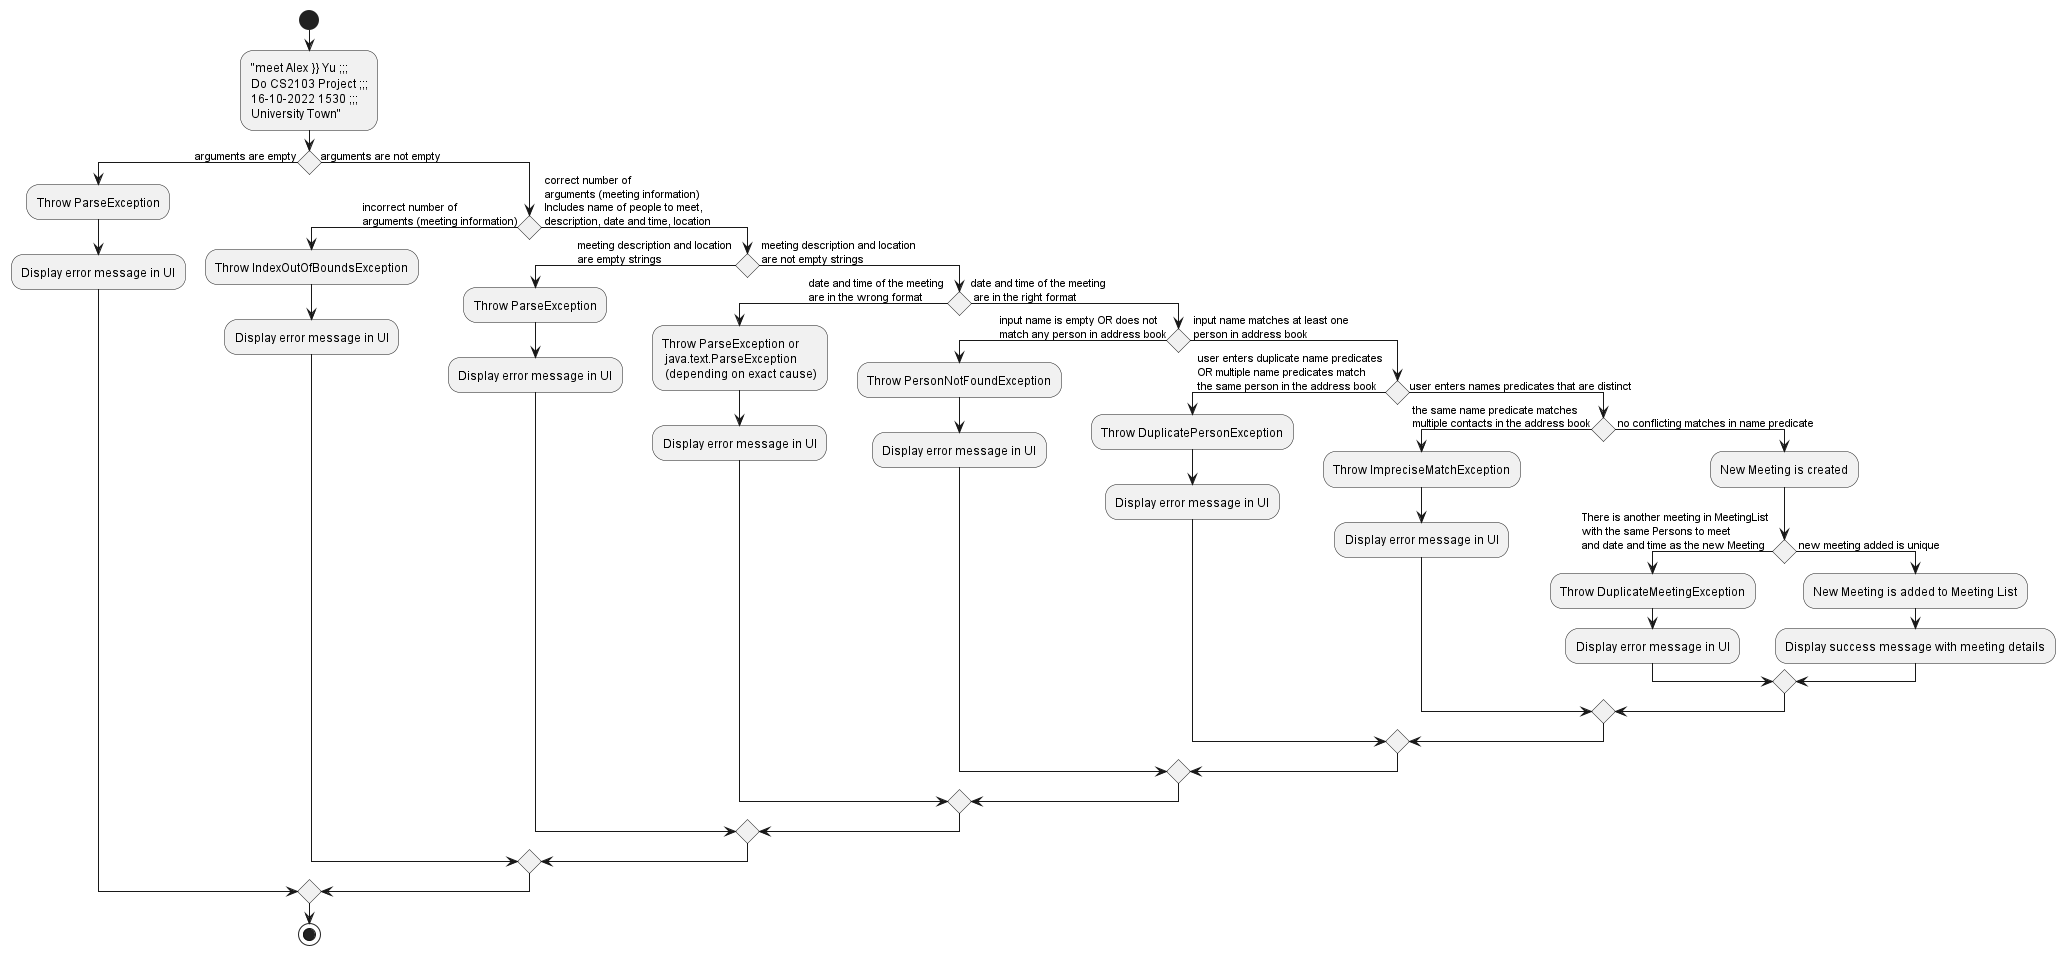 "meet Alex }} Yu ;;;
Do CS2103 Project ;;;
16-10-2022 1530 ;;;
University Town"
arguments are empty
arguments are not empty
Throw ParseException
Display error message in UI
incorrect number of
arguments (meeting information)
correct number of
arguments (meeting information)
Includes name of people to meet,
description, date and time, location
Throw IndexOutOfBoundsException
Display error message in UI
meeting description and location
are empty strings
meeting description and location
are not empty strings
Throw ParseException
Display error message in UI
date and time of the meeting
are in the wrong format
date and time of the meeting
are in the right format
Throw ParseException or
java.text.ParseException
(depending on exact cause)
Display error message in UI
input name is empty OR does not
match any person in address book
input name matches at least one
person in address book
Throw PersonNotFoundException
Display error message in UI
user enters duplicate name predicates
OR multiple name predicates match
the same person in the address book
user enters names predicates that are distinct
Throw DuplicatePersonException
Display error message in UI
the same name predicate matches
multiple contacts in the address book
no conflicting matches in name predicate
Throw ImpreciseMatchException
Display error message in UI
New Meeting is created
There is another meeting in MeetingList
with the same Persons to meet
and date and time as the new Meeting
new meeting added is unique
Throw DuplicateMeetingException
Display error message in UI
New Meeting is added to Meeting List
Display success message with meeting details